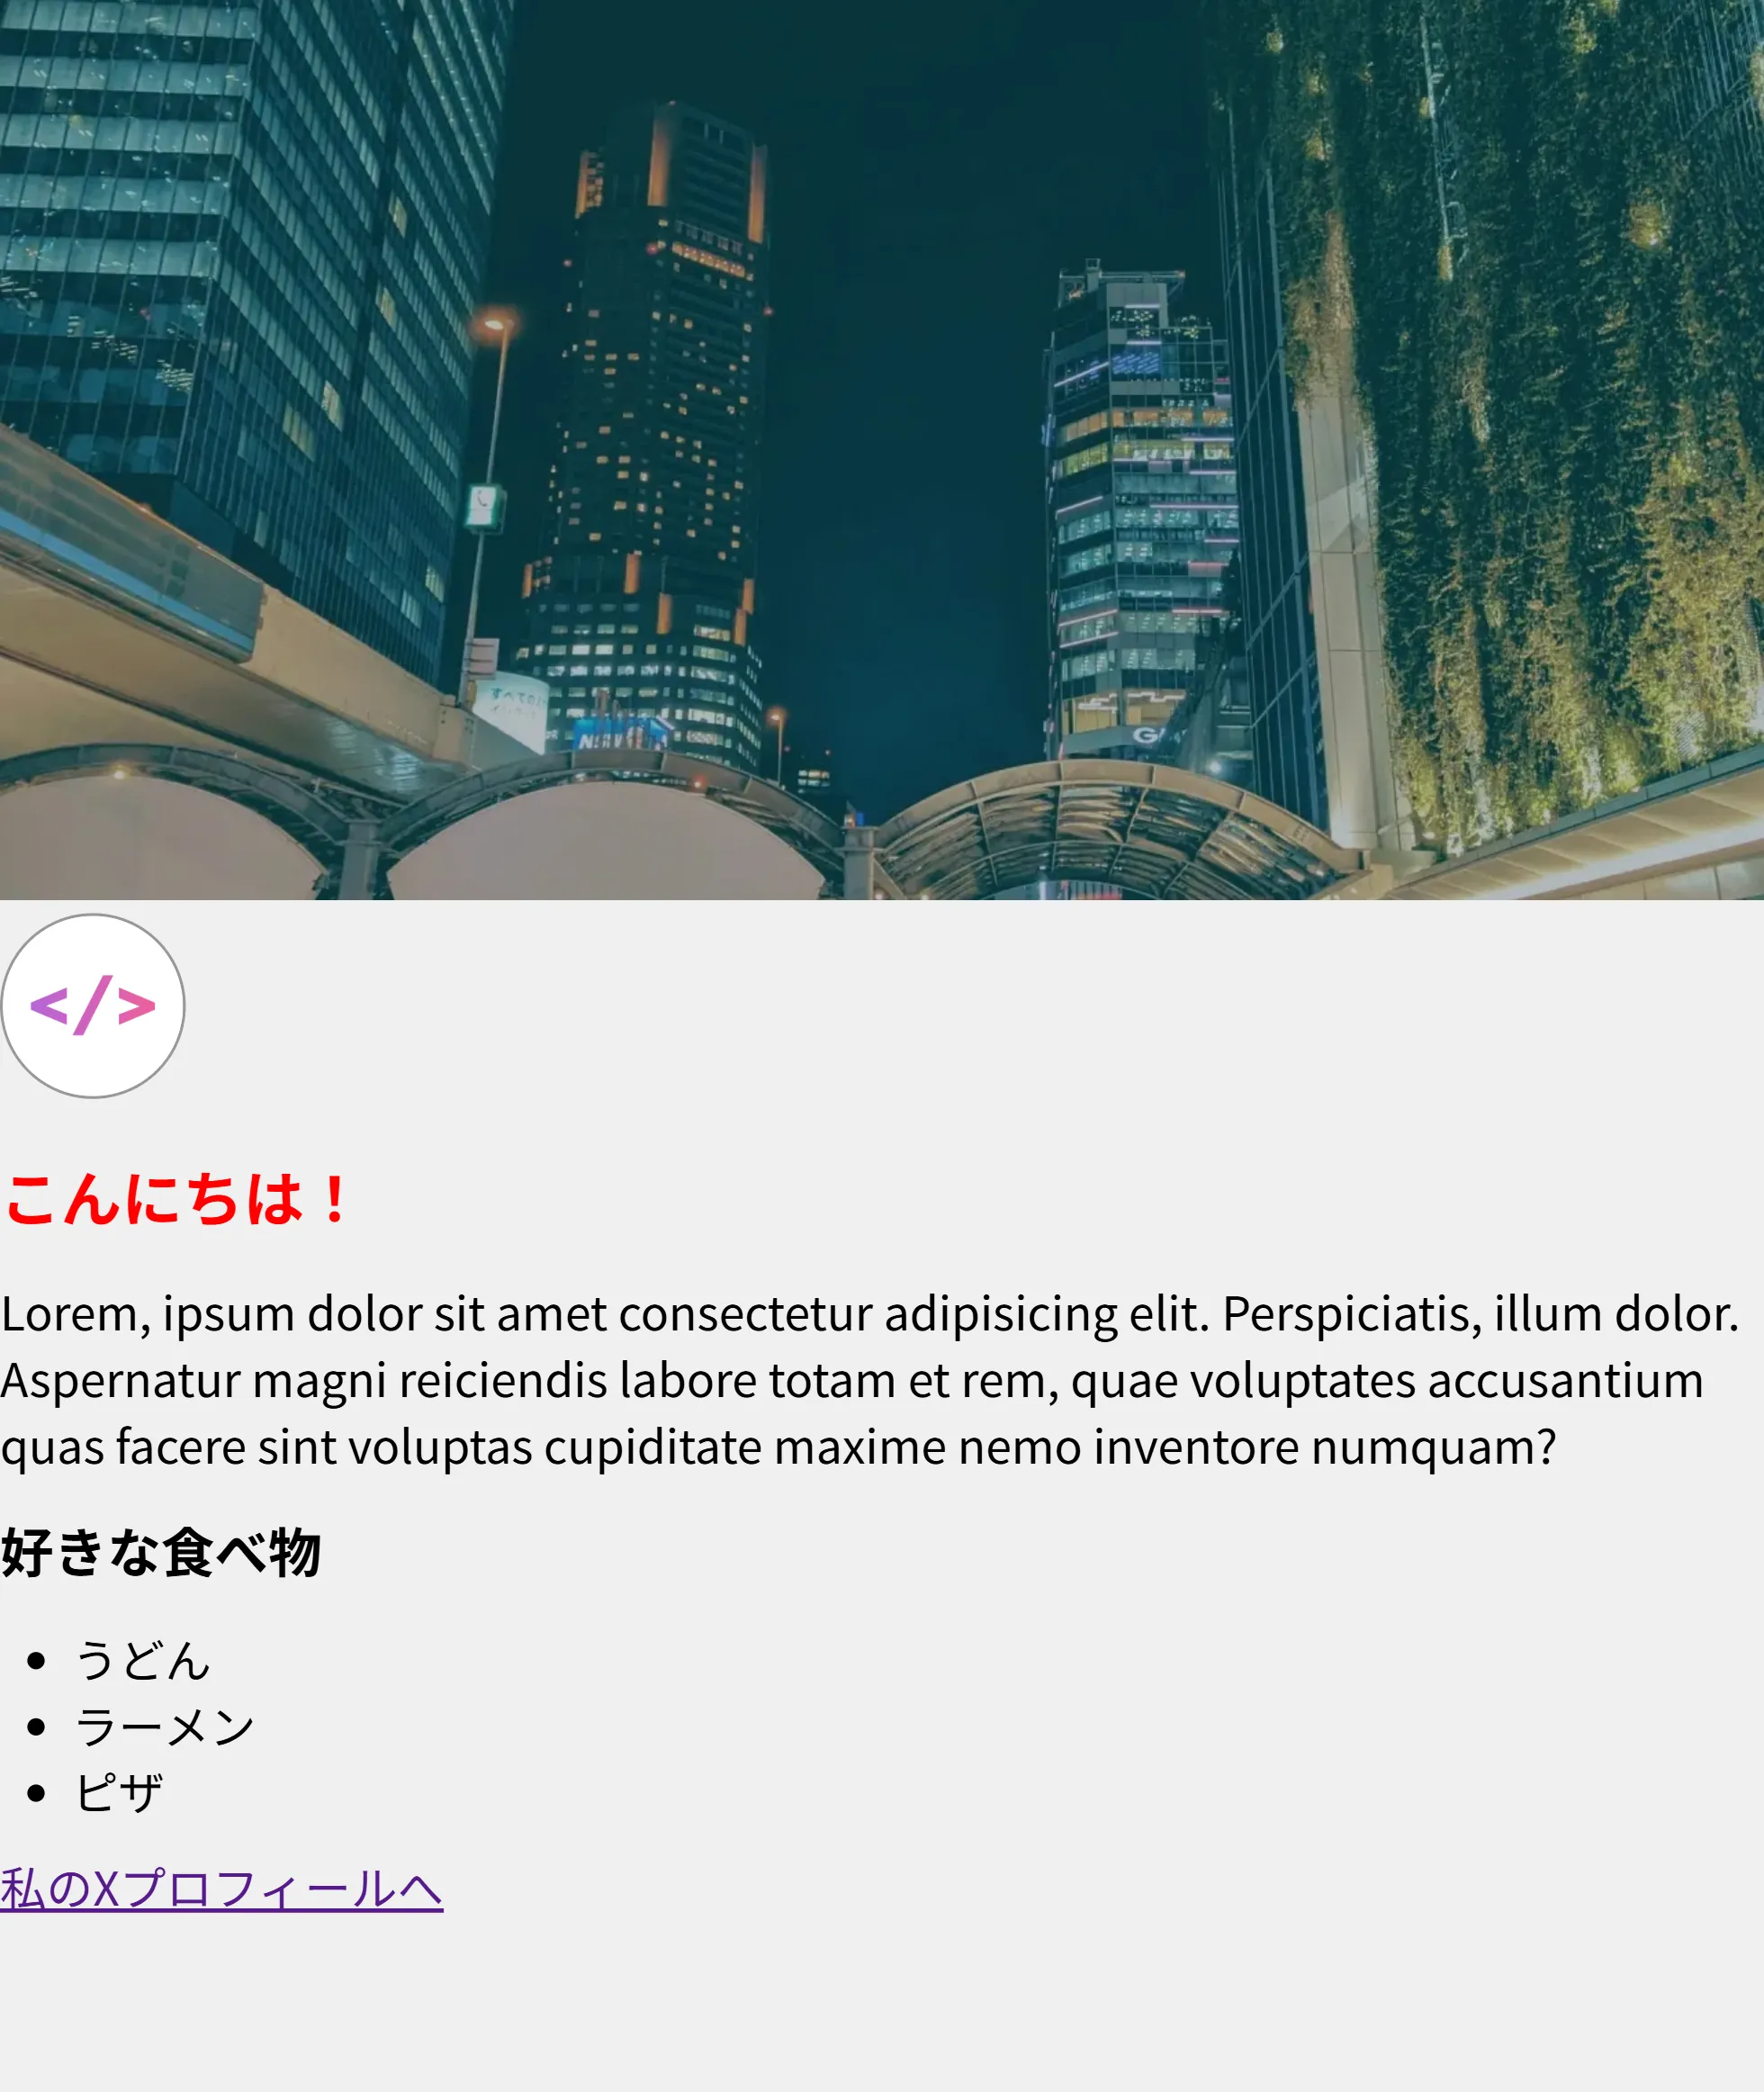 </>
こんにちは！
Lorem, ipsum dolor sit amet consectetur adipisicing elit. Perspiciatis, illum dolor.
Aspernatur magni reiciendis labore totam et rem, quae voluptates accusantium
quas facere sint voluptas cupiditate maxime nemo inventore numquam?
好きな食べ物
うどん
ラーメン
ピザ
私のXプロフィールへ